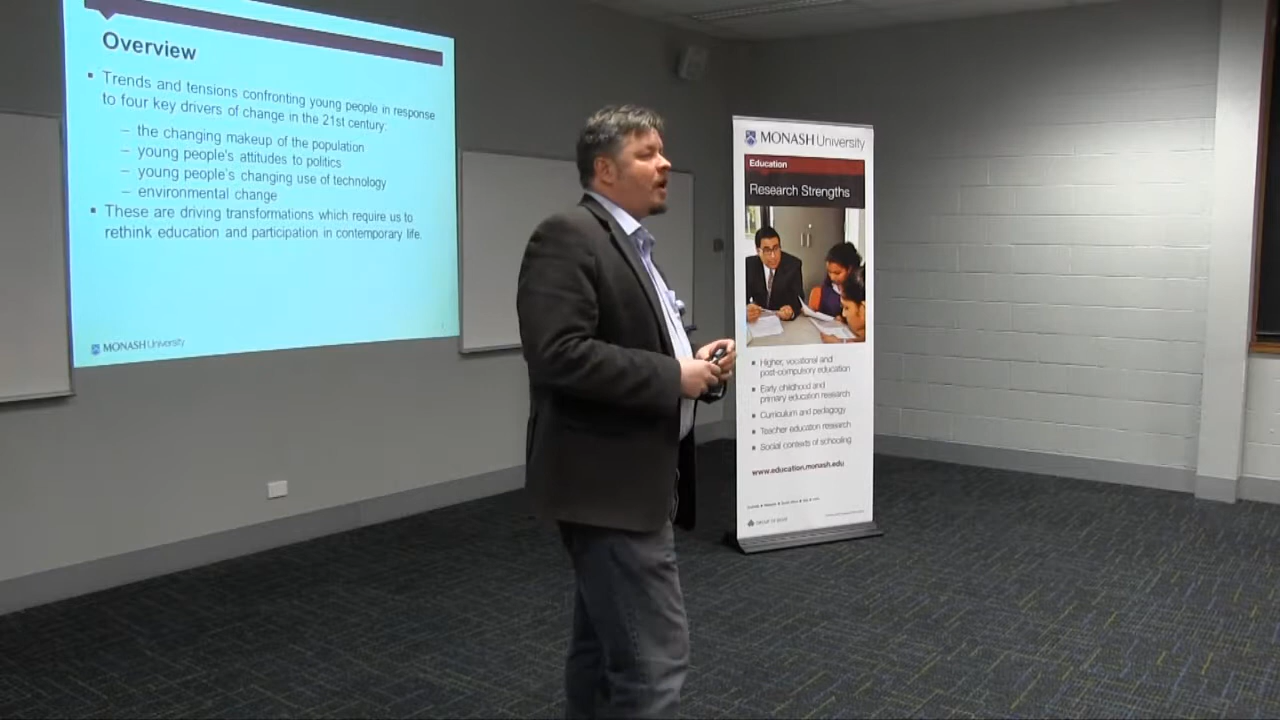 Overview
▪ Trends and tensions confronting young people in response
to four key drivers of change in the 21st century:
– the changing makeup of the population
– young people's attitudes to politics
– young people's changing use of technology
– environmental change
▪ These are driving transformations which require us to
rethink education and participation in contemporary life.
MONASH University
MONASH University
Education
Research Strengths
▪ Higher, vocational and
post-compulsory education
▪ Early childhood and
primary education research
▪ Curriculum and pedagogy
▪ Teacher education research
▪ Social contexts of schooling
www.education.monash.edu